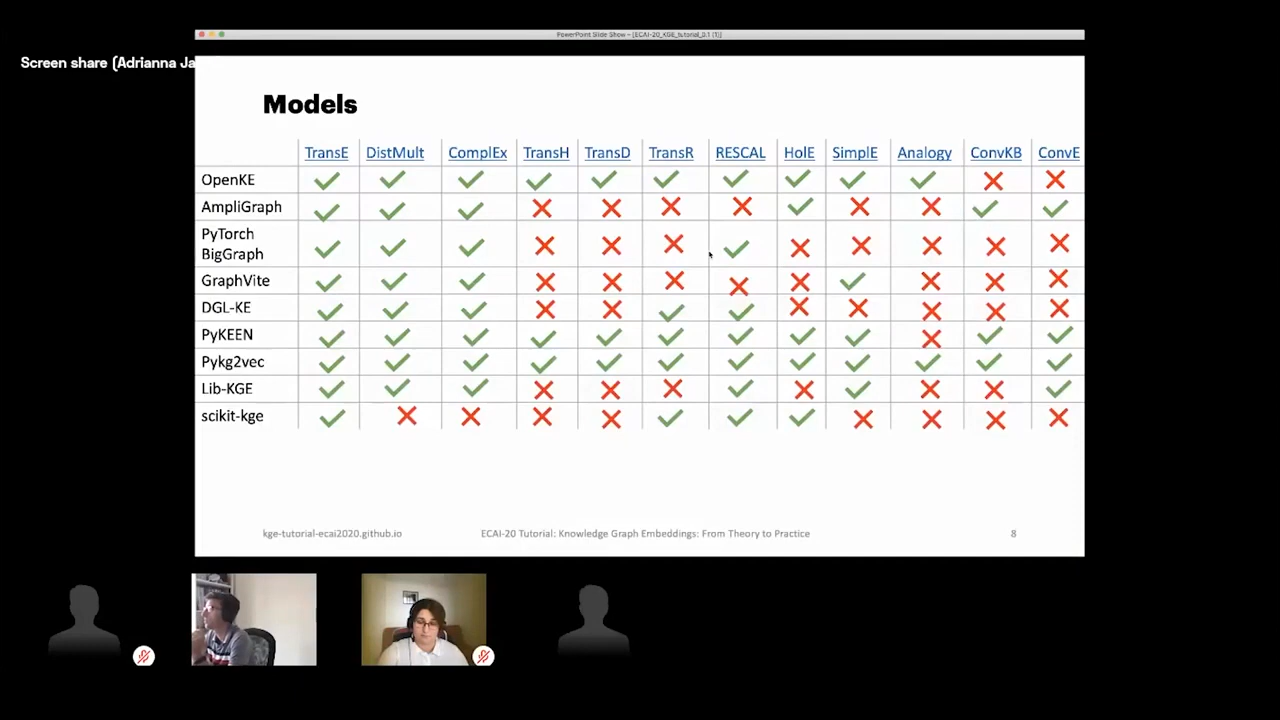 PowerPoint Slide Show - [ECAI-20_KGE_tutorial_3.1 (1)]
Screen share (Adrianna Ja
Models
TransE DistMult ComplEx TransH TransD TransR RESCAL HolE SimplE Analogy ConvKB ConvE
OpenKE
AmpliGraph
PyTorch
BigGraph
GraphVite
DGL-KE
PyKEEN
Pykg2vec
Lib-KGE
scikit-kge
kge-tutorial-ecai2020.github.io ECAI-20 Tutorial: Knowledge Graph Embeddings: From Theory to Practice 8